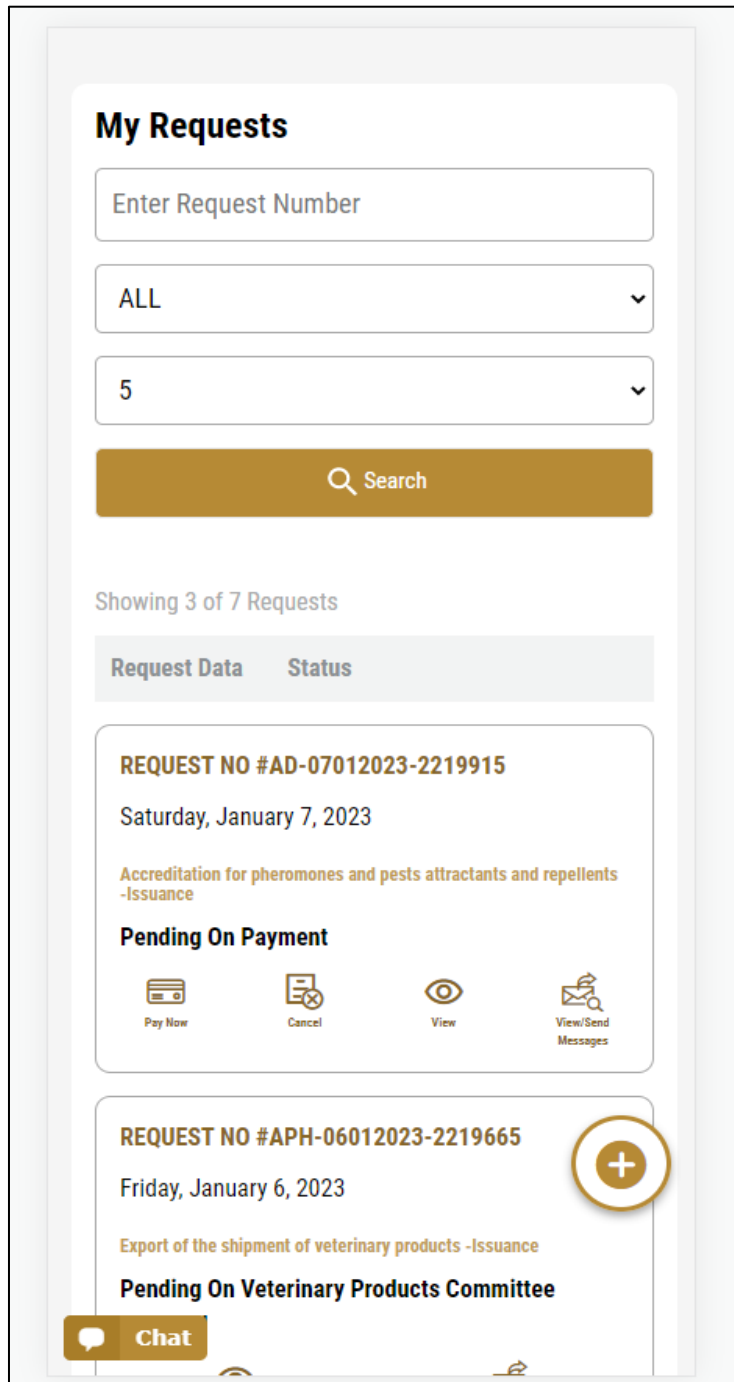 My Requests
Enter Request Number
ALL
5
Search
Showing 3 of 7 Requests
Request Data Status
REQUEST NO #AD-07012023-2219915
Saturday, January 7, 2023
Accreditation for pheromones and pests attractants and repellents
-Issuance
Pending On Payment
Pay Now Cancel View View/Send
Messages
REQUEST NO #APH-06012023-2219665
Friday, January 6, 2023
Export of the shipment of veterinary products -Issuance
Pending On Veterinary Products Committee
Chat